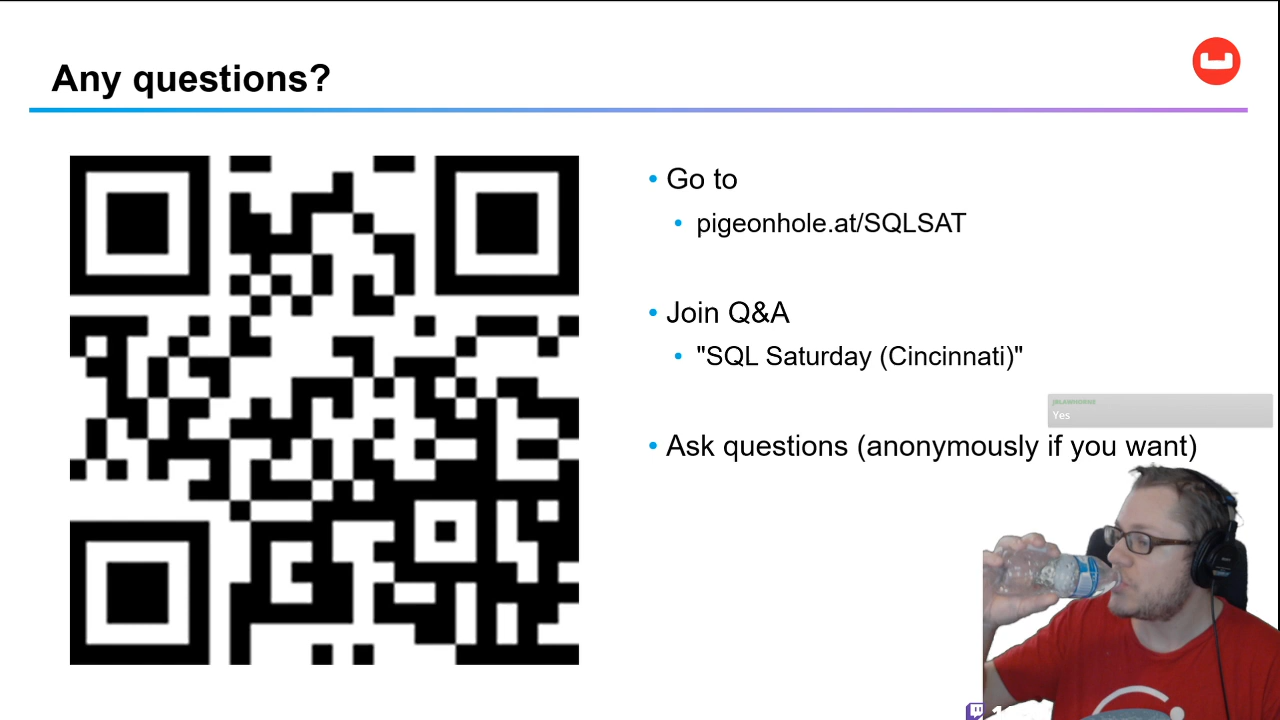 Any questions?
Go to
pigeonhole.at/SQLSAT
Join Q&A
"SQL Saturday (Cincinnati)"
Yes
Ask questions (anonymously if you want)